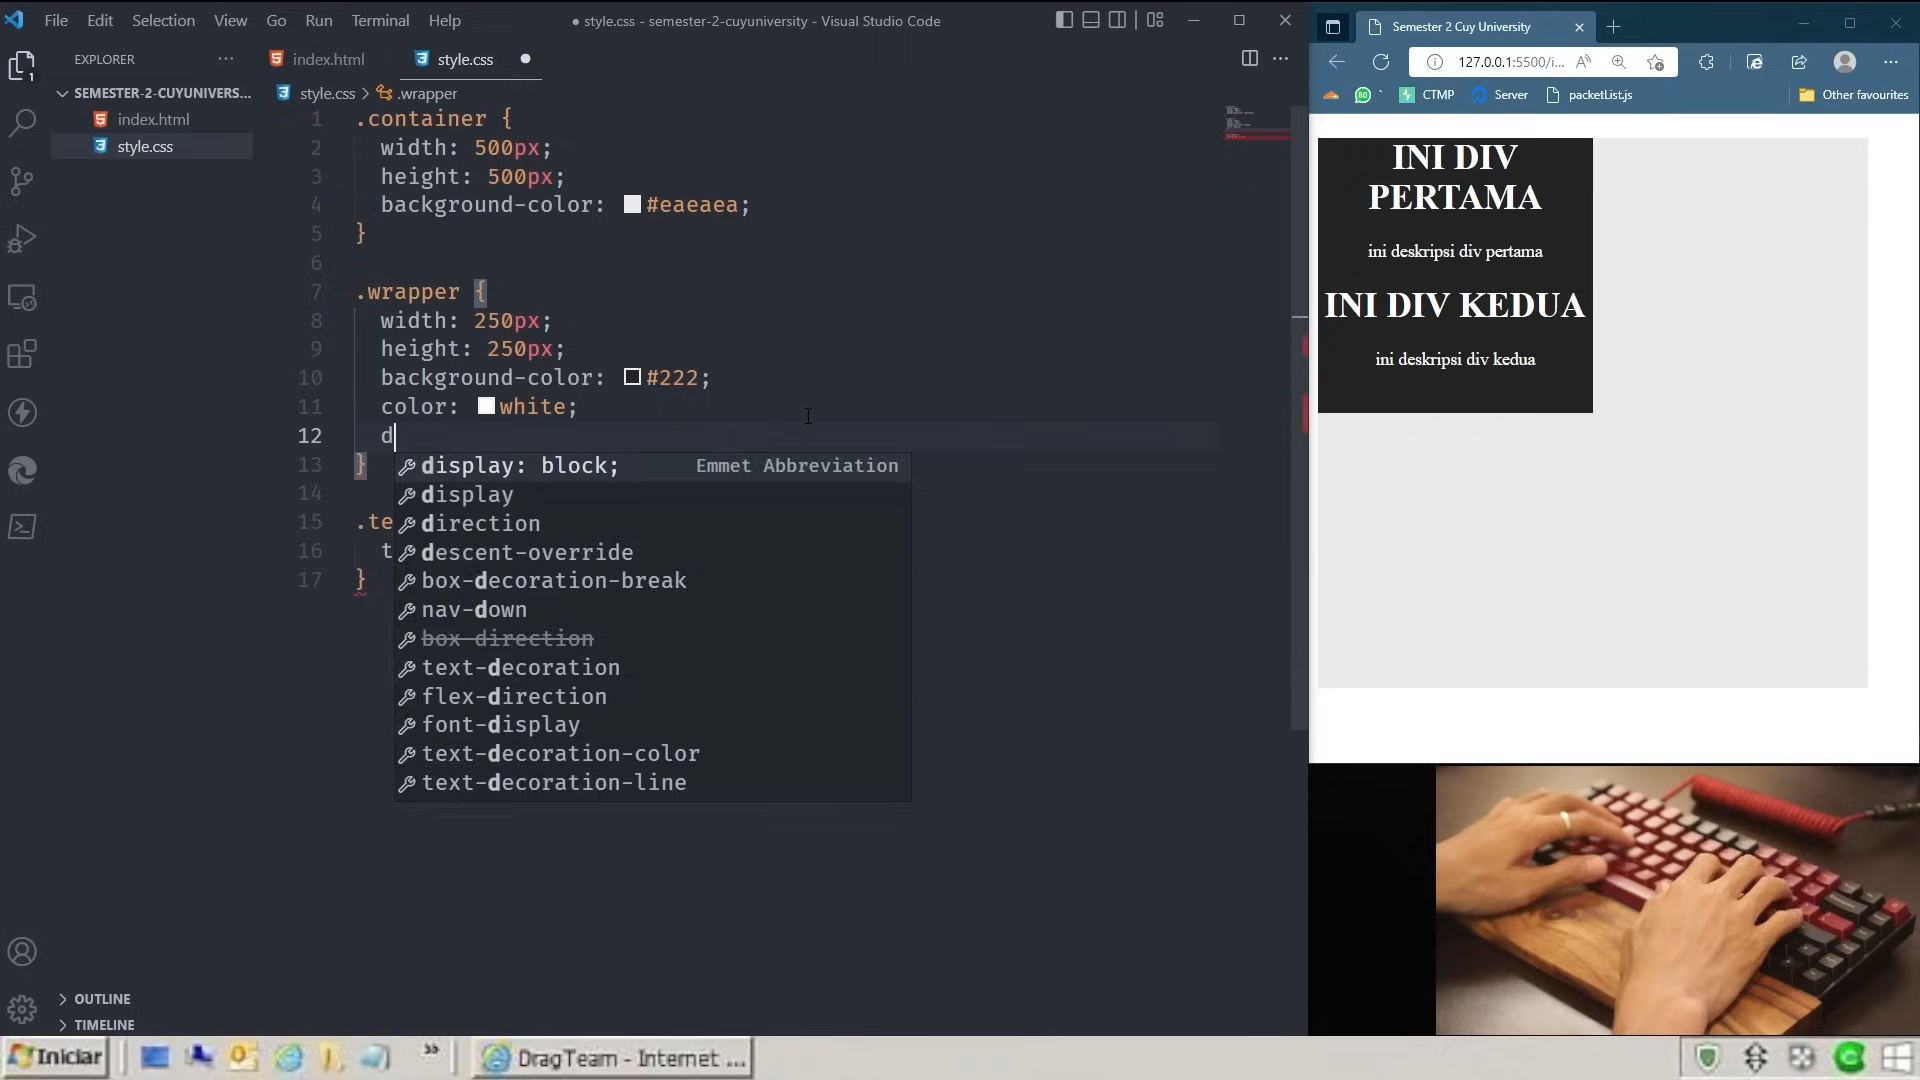 File Edit Selection View Go Run Terminal Help
● style.css - semester-2-cuyuniversity - Visual Studio Code
EXPLORER
SEMESTER-2-CUYUNIVERS...
index.html
style.css
index.html
style.css
style.css > .wrapper
1 .container {
2 width: 500px;
3 height: 500px;
4 background-color: #eaeaea;
5 }
6
7 .wrapper {
8 width: 250px;
9 height: 250px;
10 background-color: #222;
11 color: white;
12 d
13 }
14
15 .te
16 t
17 }
display: block; Emmet Abbreviation
display
direction
descent-override
box-decoration-break
nav-down
box-direction
text-decoration
flex-direction
font-display
text-decoration-color
text-decoration-line
OUTLINE
TIMELINE
1
Semester 2 Cuy University
127.0.0.1:5500/i...
80
CTMP
Server
packetList.js
Other favourites
INI DIV
PERTAMA
ini deskripsi div pertama
INI DIV KEDUA
ini deskripsi div kedua
Iniciar
DragTeam - Internet ...